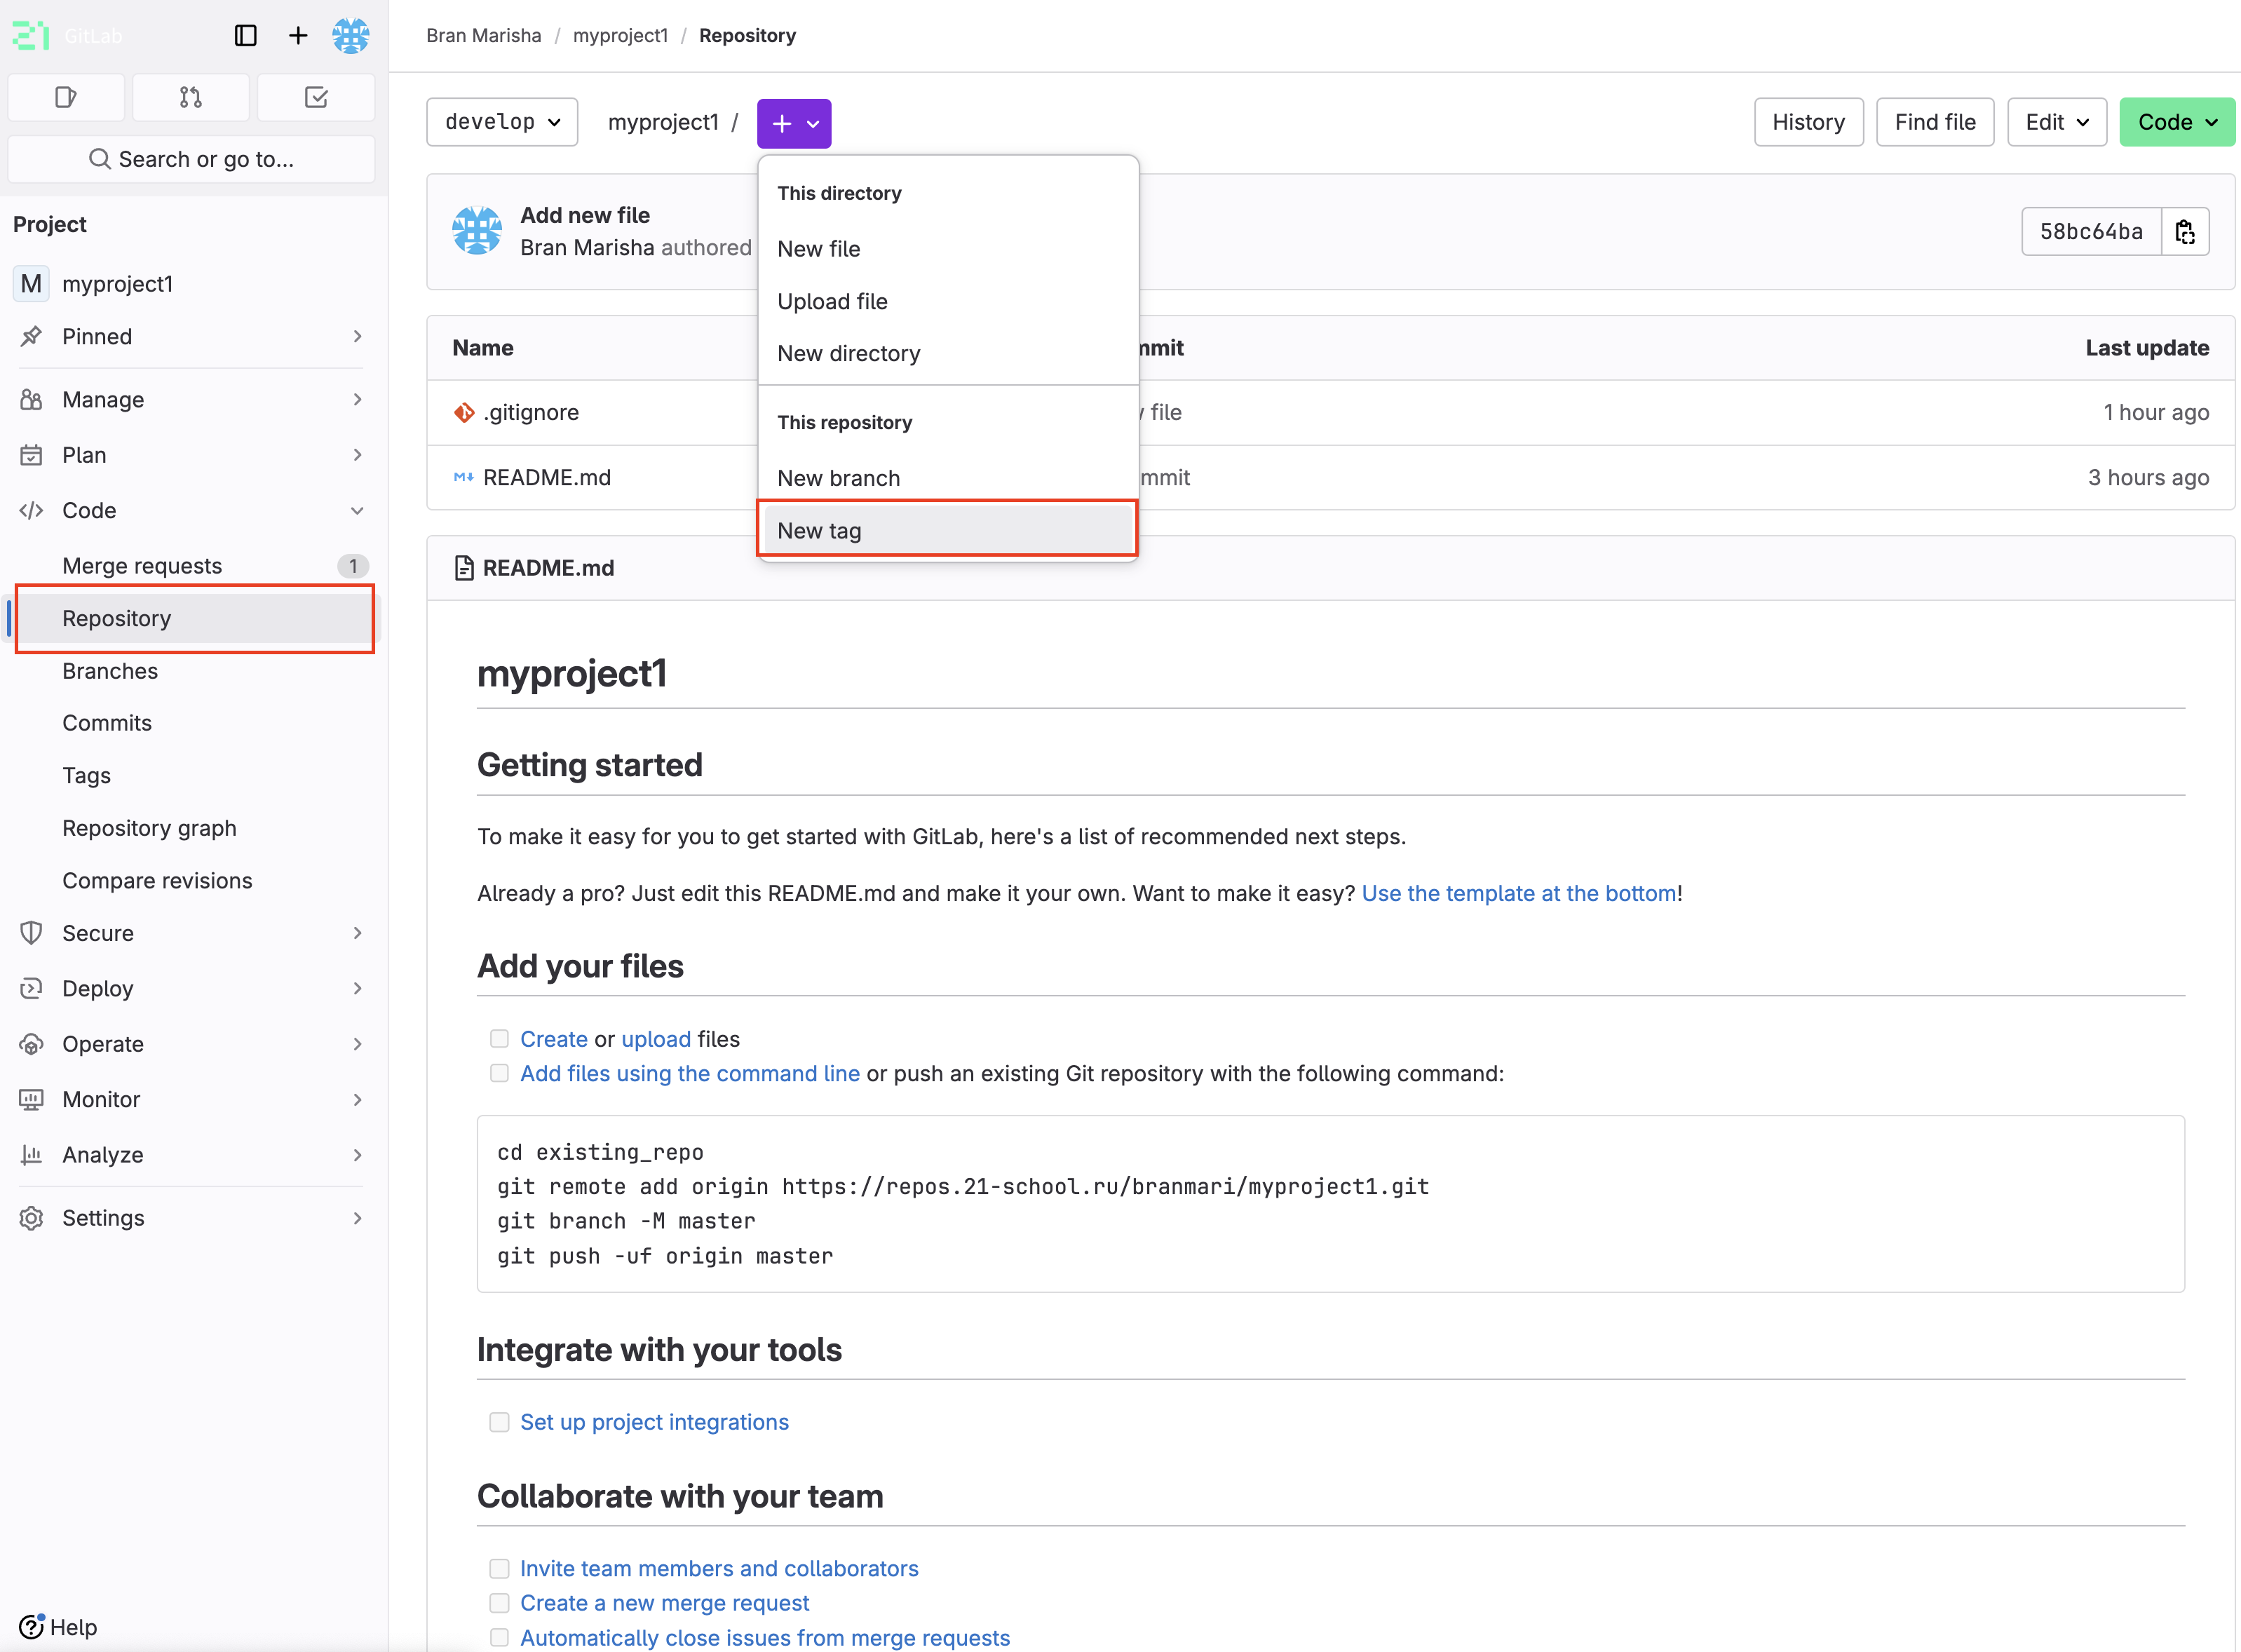 GitLab
Search or go to...
Project
M myproject1
Pinned
Manage
Plan
Code
Merge requests 1
Repository
Branches
Commits
Tags
Repository graph
Compare revisions
Secure
Deploy
Operate
Monitor
Analyze
Settings
Help
Bran Marisha / myproject1 / Repository
develop myproject1 / +
History Find file Edit Code
This directory
New file
Upload file
New directory
This repository
New branch
New tag
Add new file
Bran Marisha authored
58bc64ba
Name mmit Last update
.gitignore file 1 hour ago
README.md mmit 3 hours ago
README.md
myproject1
Getting started
To make it easy for you to get started with GitLab, here's a list of recommended next steps.
Already a pro? Just edit this README.md and make it your own. Want to make it easy? Use the template at the bottom!
Add your files
Create or upload files
Add files using the command line or push an existing Git repository with the following command:
cd existing_repo
git remote add origin https://repos.21-school.ru/branmari/myproject1.git
git branch -M master
git push -uf origin master
Integrate with your tools
Set up project integrations
Collaborate with your team
Invite team members and collaborators
Create a new merge request
Automatically close issues from merge requests